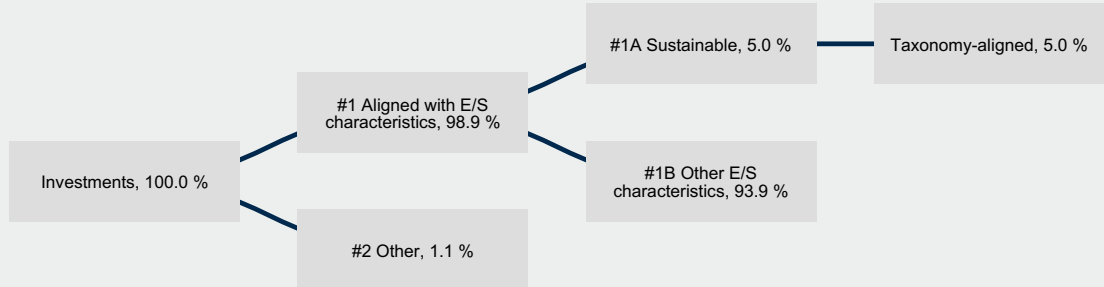 #1A Sustainable, 5.0 %
Taxonomy-aligned, 5.0 %
#1 Aligned with E/S
characteristics, 98.9 %
Investments, 100.0 %
#1B Other E/S
characteristics, 93.9 %
#2 Other, 1.1 %